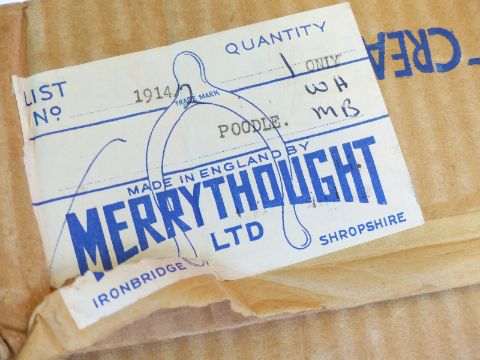 QUANTITY
LIST
No
1914/2
1 ONLY
TRADE MARK
WH
POODLE.
MB
MADE IN ENGLAND BY
MERRYTHOUGHT
LTD
IRONBRIDGE
SHROPSHIRE
CREA